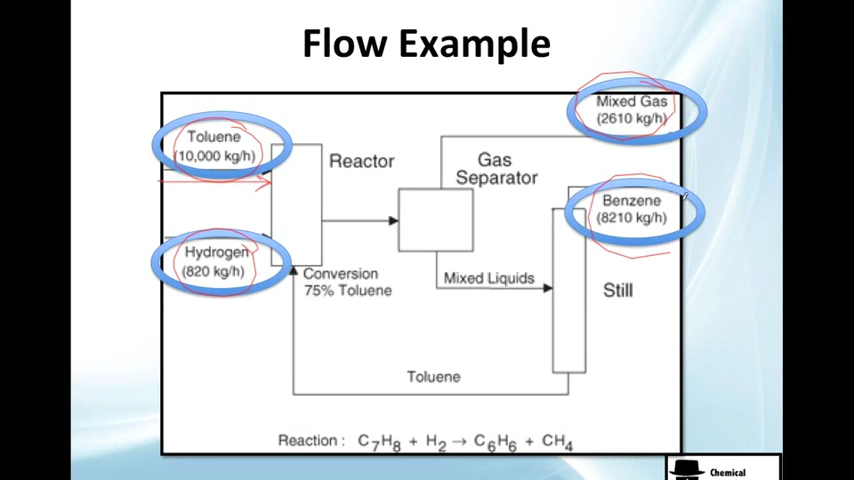 Flow Example
Mixed Gas
(2610 kg/h)
Toluene
(10,000 kg/h)
Reactor
Gas
Separator
Benzene
(8210 kg/h)
Hydrogen
(820 kg/h)
Conversion
75% Toluene
Mixed Liquids
Still
Toluene
Reaction : C7H8 + H2 → C6H6 + CH4
Chemical